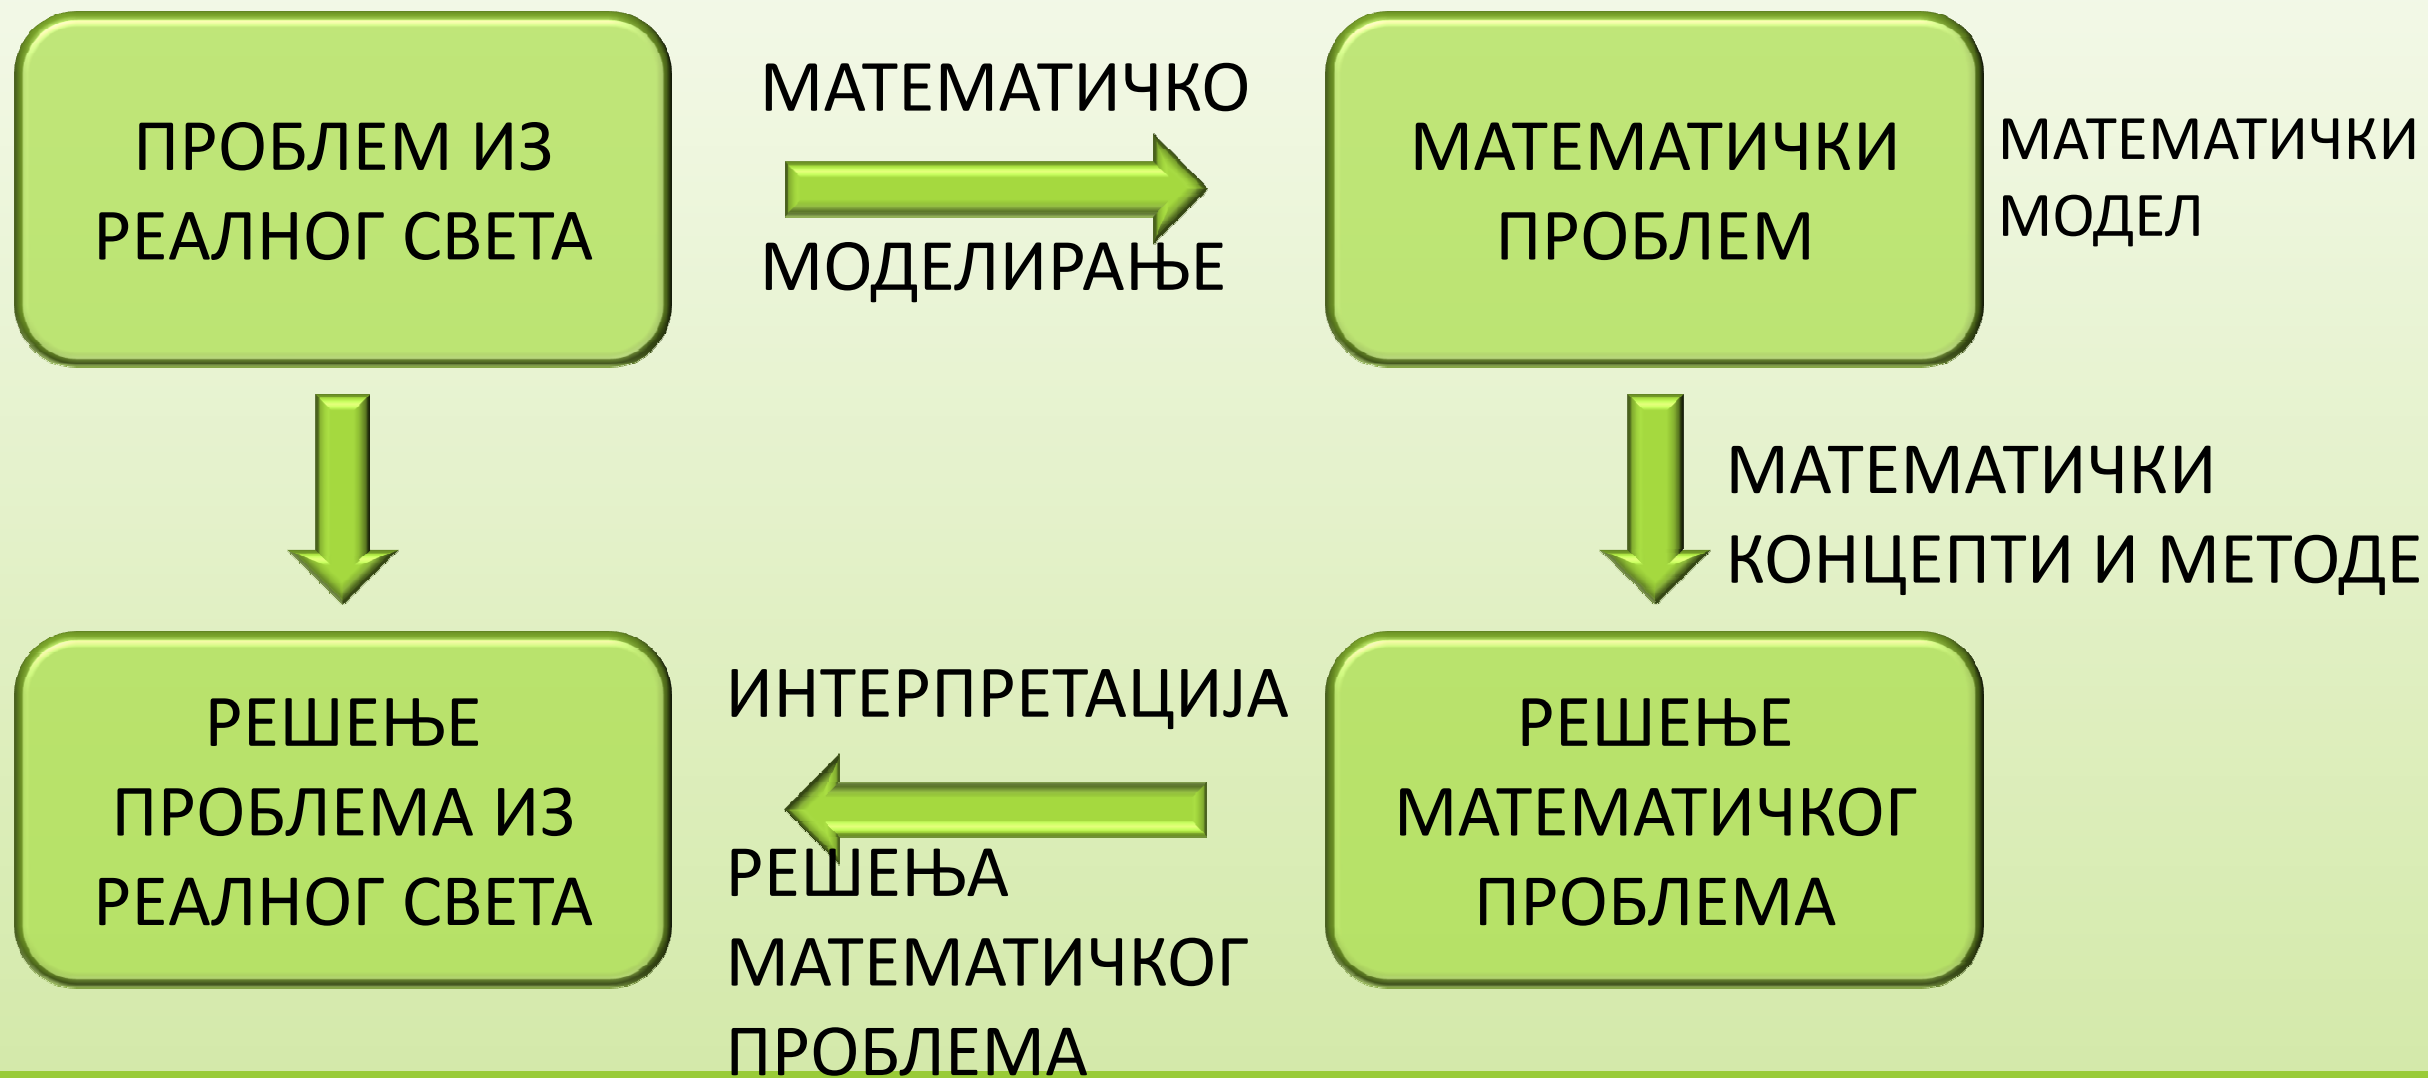 ПРОБЛЕМ ИЗ
РЕАЛНОГ СВЕТА
МАТЕМАТИЧКО
МОДЕЛИРАЊЕ
МАТЕМАТИЧКИ
ПРОБЛЕМ
МАТЕМАТИЧКИ
МОДЕЛ
МАТЕМАТИЧКИ
КОНЦЕПТИ И МЕТОДЕ
РЕШЕЊЕ
ПРОБЛЕМА ИЗ
РЕАЛНОГ СВЕТА
ИНТЕРПРЕТАЦИЈА
РЕШЕЊА
МАТЕМАТИЧКОГ
ПРОБЛЕМА
РЕШЕЊЕ
МАТЕМАТИЧКОГ
ПРОБЛЕМА